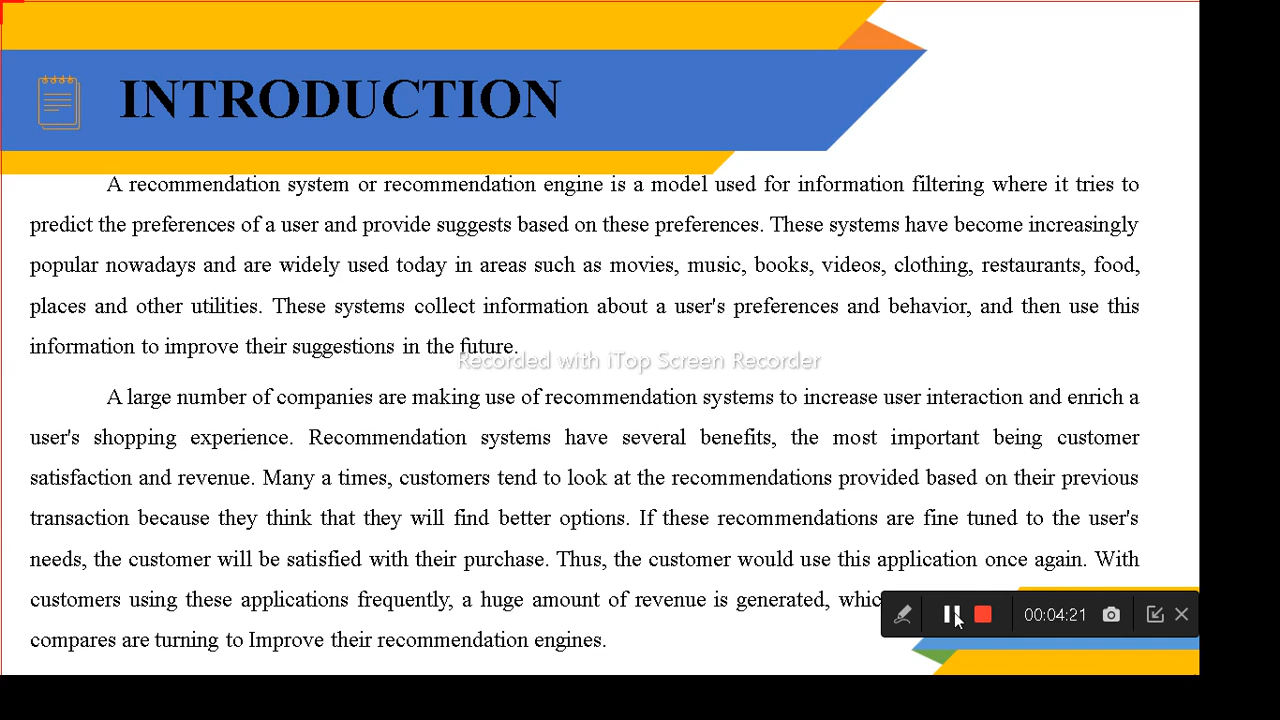 INTRODUCTION
A recommendation system or recommendation engine is a model used for information filtering where it tries to
predict the preferences of a user and provide suggests based on these preferences. These systems have become increasingly
popular nowadays and are widely used today in areas such as movies, music, books, videos, clothing, restaurants, food,
places and other utilities. These systems collect information about a user's preferences and behavior, and then use this
information to improve their suggestions in the future.
Recorded with iTop Screen Recorder
A large number of companies are making use of recommendation systems to increase user interaction and enrich a
user's shopping experience. Recommendation systems have several benefits, the most important being customer
satisfaction and revenue. Many a times, customers tend to look at the recommendations provided based on their previous
transaction because they think that they will find better options. If these recommendations are fine tuned to the user's
needs, the customer will be satisfied with their purchase. Thus, the customer would use this application once again. With
customers using these applications frequently, a huge amount of revenue is generated,
compares are turning to Improve their recommendation engines.
00:04:21